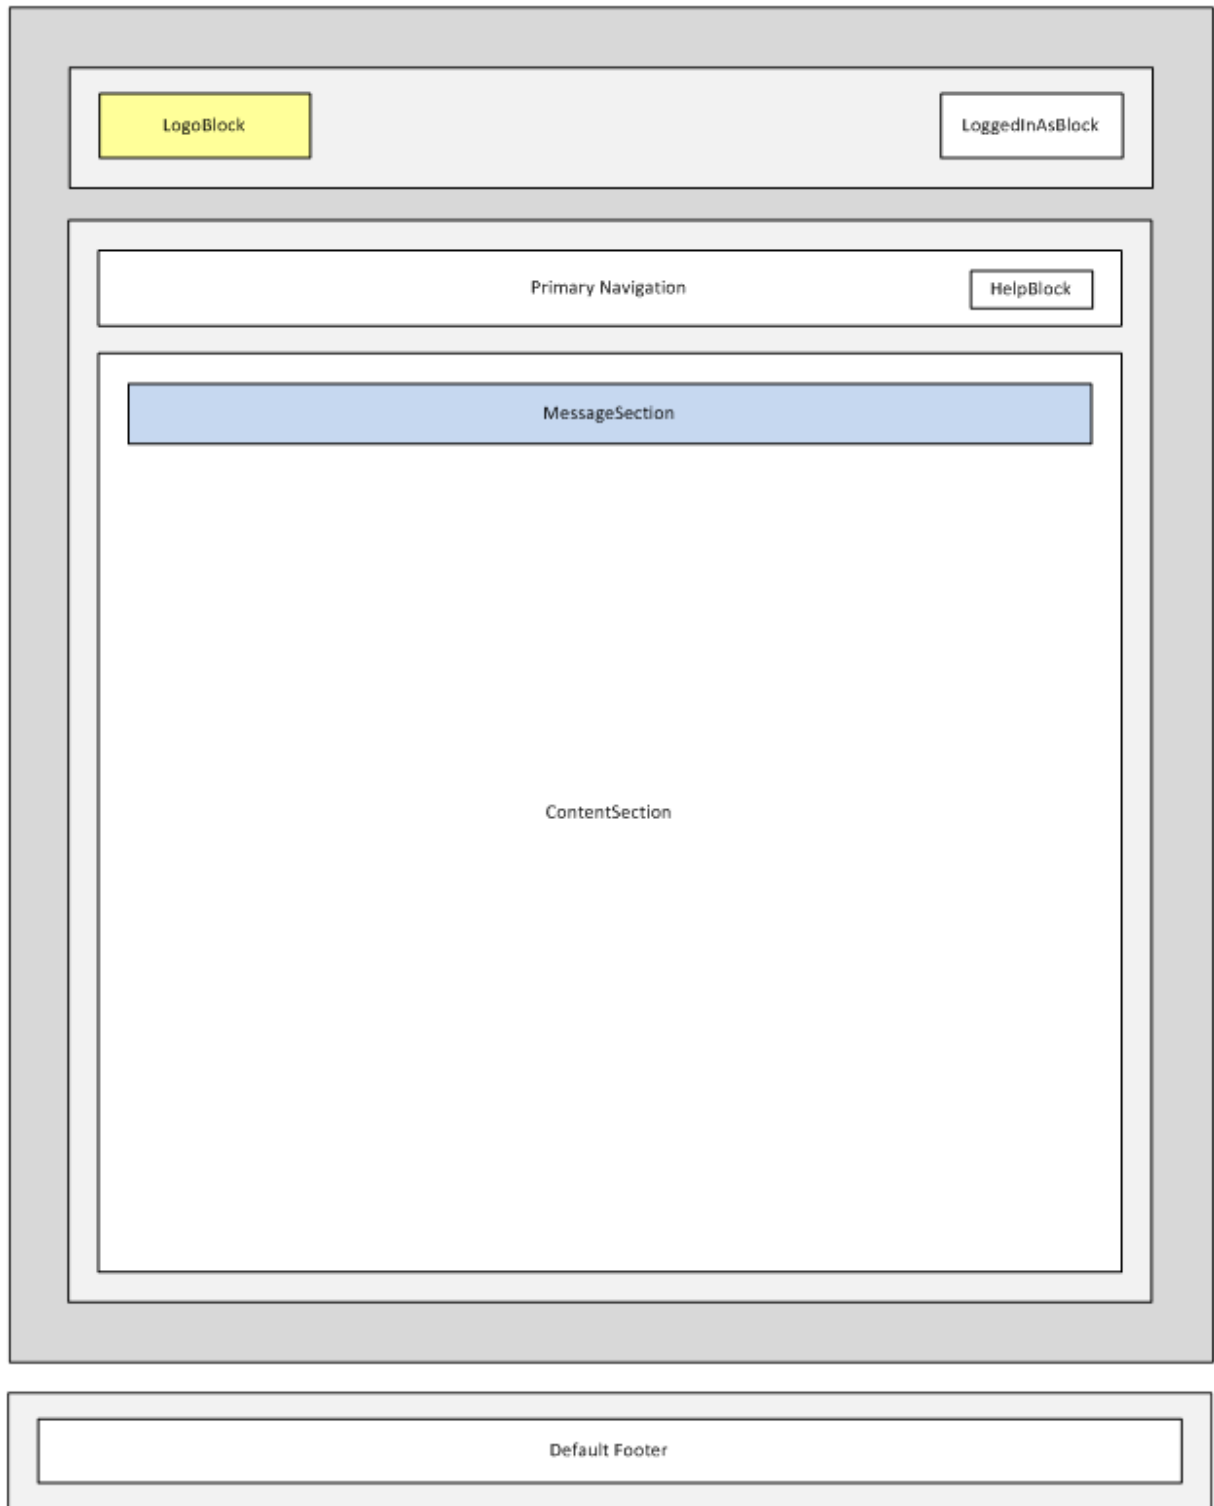 LogoBlock
LoggedInAsBlock
Primary Navigation
HelpBlock
MessageSection
ContentSection
Default Footer